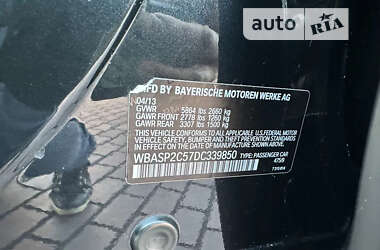 auto RIA
MFD BY BAYERISCHE MOTOREN WERKE AG
04/13
GVWR 5864 lbs 2660 kg
GAWR FRONT 2778 lbs 1260 kg
GAWR REAR 3307 lbs 1500 kg
THIS VEHICLE CONFORMS TO ALL APPLICABLE
FEDERAL MOTOR VEHICLE SAFETY, BUMPER,
AND THEFT PREVENTION STANDARDS IN EFFECT ON
THE DATE OF MANUFACTURE SHOWN ABOVE.
WBASP2C57DC339850 TYPE: PASSENGER CAR